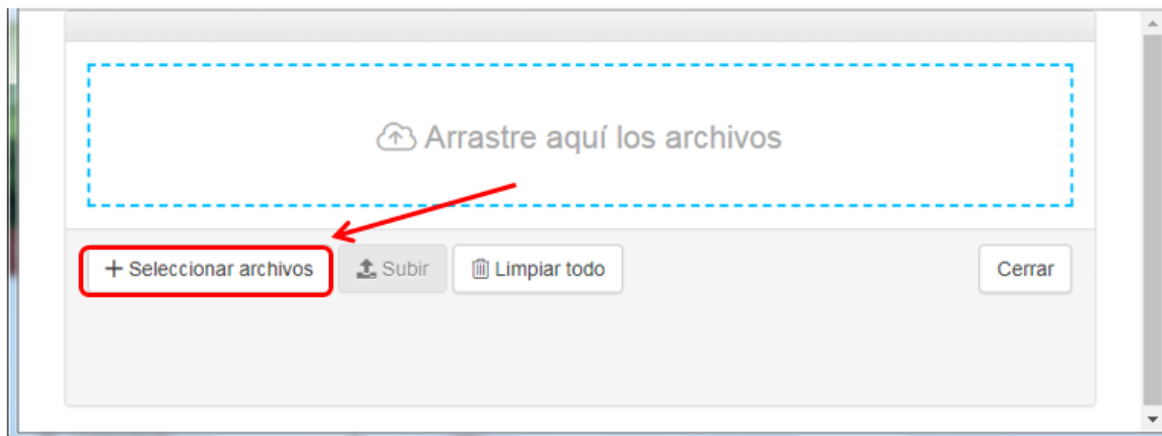 Arrastre aquí los archivos
Seleccionar archivos Subir Limpiar todo Cerrar